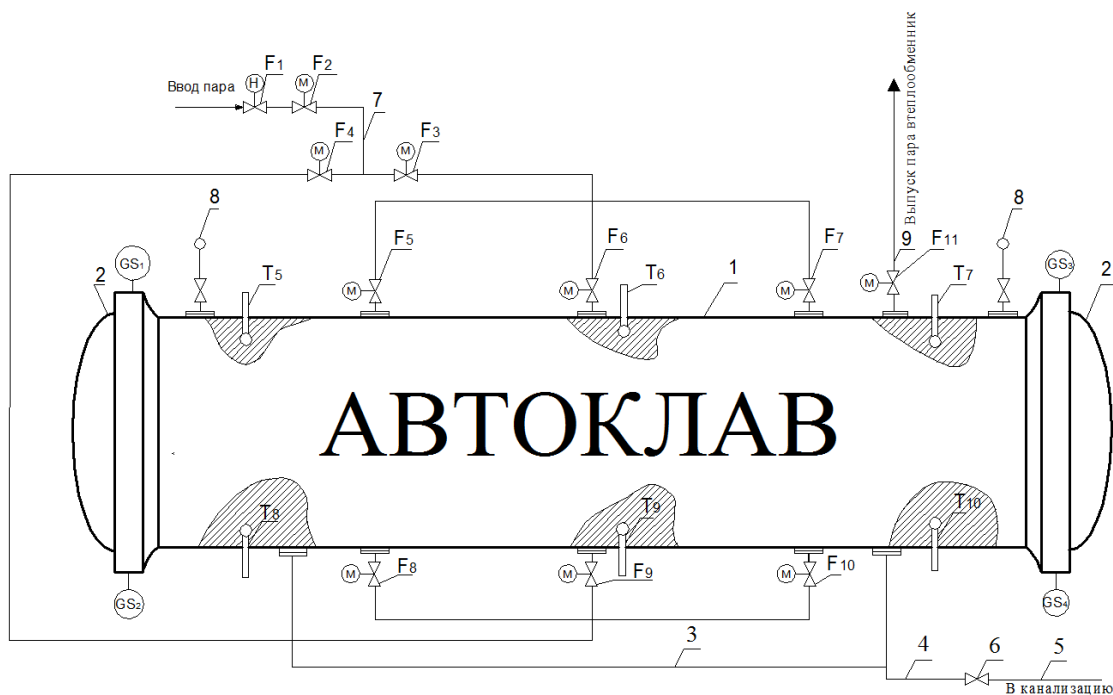 F1
F2
Ввод пара
H
M
7
F4
F3
M
M
Выпуск пара втеплообменник
8
8
F5
F6
F7
9
F11
GS1
2
T5
M
M
T6
1
M
M
T7
GS3
2
АВТОКЛАВ
T8
T9
T10
GS2
M
F8
M
F9
M
F10
GS4
3
4
6
5
В канализацию